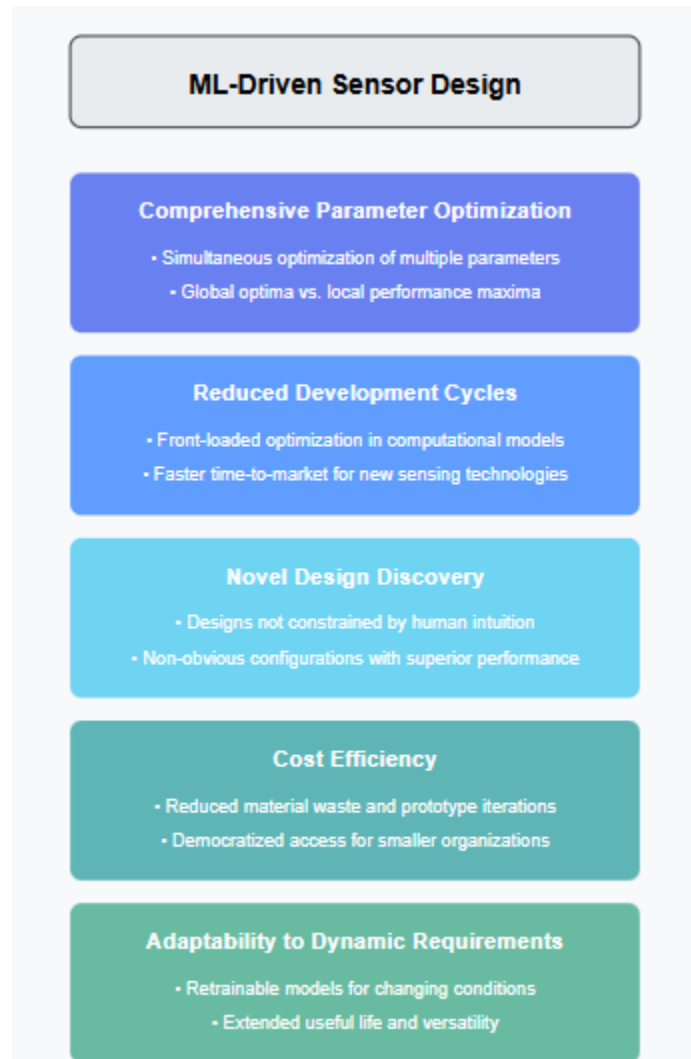 ML-Driven Sensor Design
Comprehensive Parameter Optimization
• Simultaneous optimization of multiple parameters
• Global optima vs. local performance maxima
Reduced Development Cycles
• Front-loaded optimization in computational models
• Faster time-to-market for new sensing technologies
Novel Design Discovery
• Designs not constrained by human intuition
• Non-obvious configurations with superior performance
Cost Efficiency
• Reduced material waste and prototype iterations
• Democratized access for smaller organizations
Adaptability to Dynamic Requirements
• Retrainable models for changing conditions
• Extended useful life and versatility